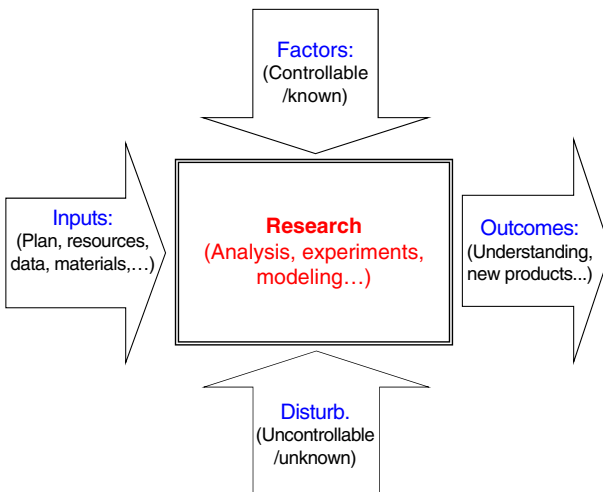 Factors:
(Controllable
/known)
Inputs:
(Plan, resources,
data, materials,…)
Research
(Analysis, experiments,
modeling…)
Outcomes:
(Understanding,
new products...)
Disturb.
(Uncontrollable
/unknown)